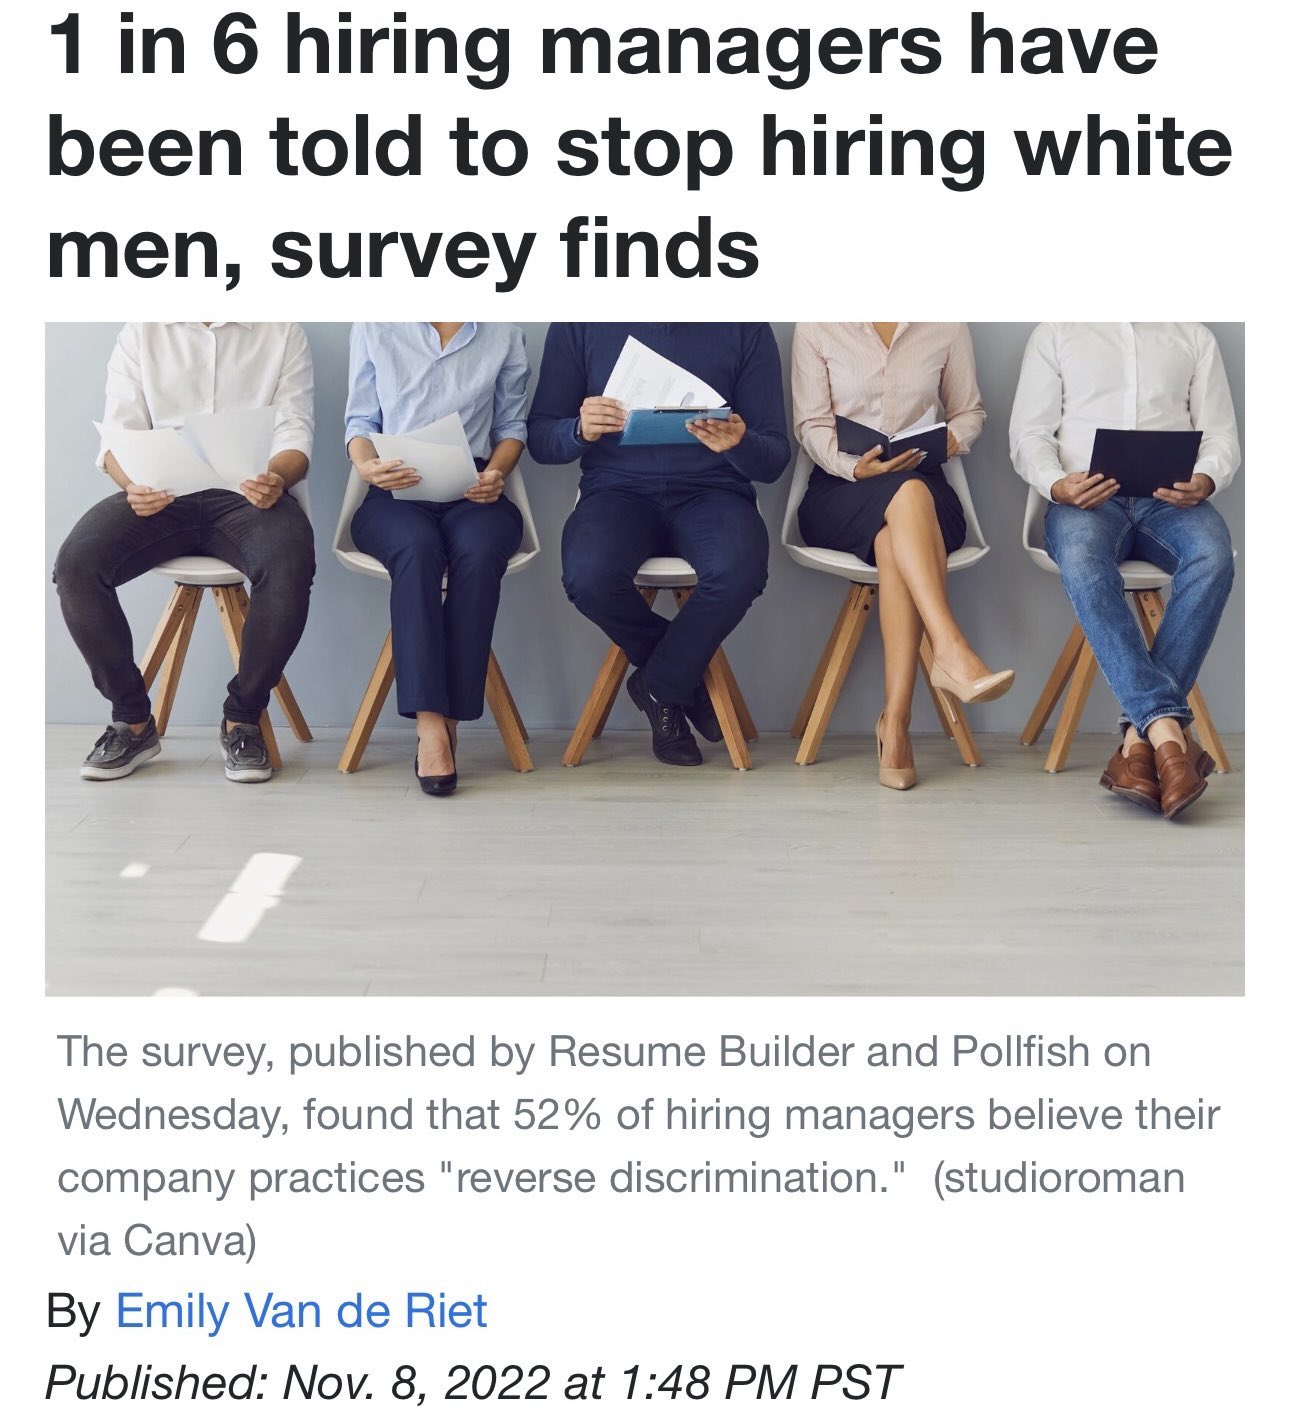 1 in 6 hiring managers have
been told to stop hiring white
men, survey finds
The survey, published by Resume Builder and Pollfish on
Wednesday, found that 52% of hiring managers believe their
company practices "reverse discrimination." (studioroman
via Canva)
By Emily Van de Riet
Published: Nov. 8, 2022 at 1:48 PM PST